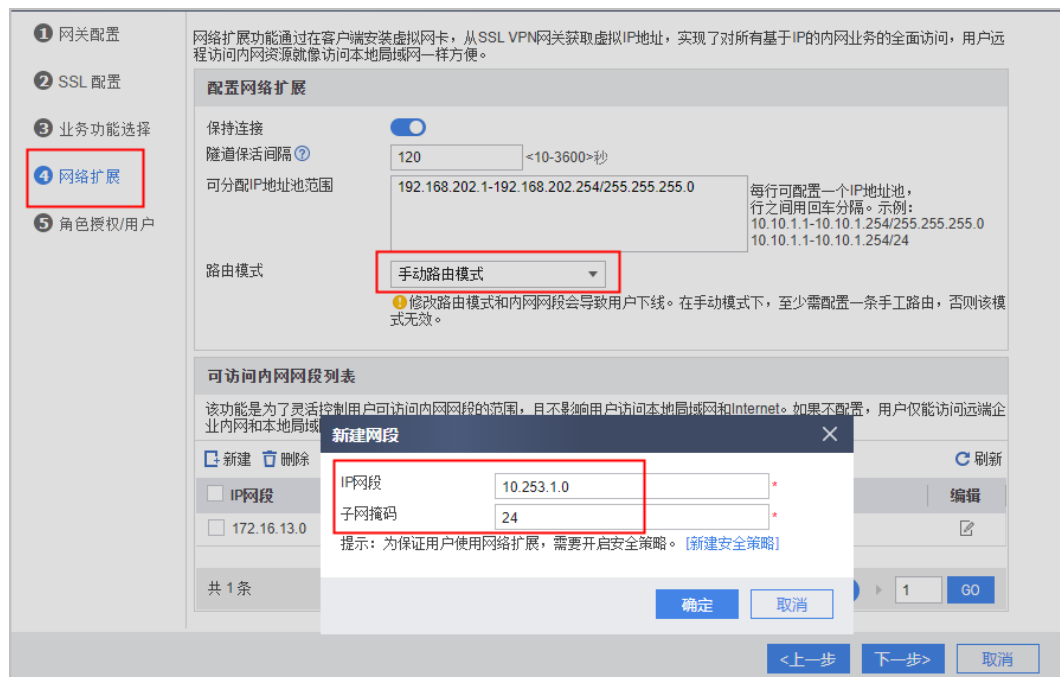 1 网关配置
2 SSL 配置
3 业务功能选择
4 网络扩展
5 角色授权/用户
网络扩展功能通过在客户端安装虚拟网卡，从SSL VPN网关获取虚拟IP地址，实现了对所有基于IP的内网业务的全面访问，用户远
程访问内网资源就像访问本地局域网一样方便。
配置网络扩展
保持连接
隧道保活间隔 ? 120 <10-3600>秒
可分配IP地址池范围 192.168.202.1-192.168.202.254/255.255.255.0
每行可配置一个IP地址池，
行之间用回车分隔。示例：
10.10.1.1-10.10.1.254/255.255.255.0
10.10.1.1-10.10.1.254/24
路由模式 手动路由模式
修改路由模式和内网网段会导致用户下线。在手动模式下，至少需配置一条手工路由，否则该模
式无效。
可访问内网网段列表
该功能是为了灵活控制用户可访问内网网段的范围，且不影响用户访问本地局域网和Internet。如果不配置，用户仅能访问远端企
业内网和本地局域
新建 删除 刷新
IP网段 编辑
172.16.13.0
共 1 条 1 GO
新建网段
IP网段 10.253.1.0 *
子网掩码 24 *
提示：为保证用户使用网络扩展，需要开启安全策略。 [新建安全策略]
确定 取消
<上一步 下一步> 取消